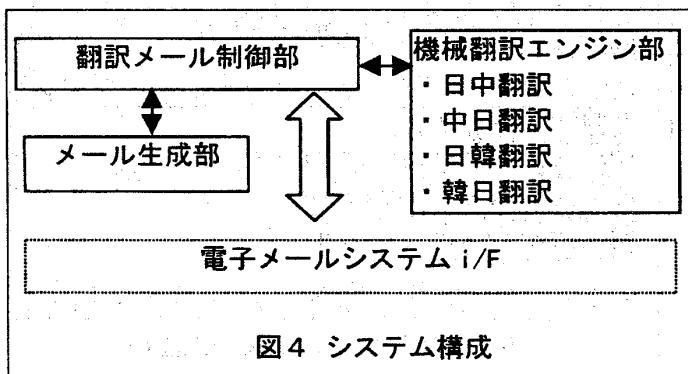 翻訳メール制御部
機械翻訳エンジン部
・日中翻訳
・中日翻訳
・日韓翻訳
・韓日翻訳
メール生成部
電子メールシステム i/F
図4 システム構成